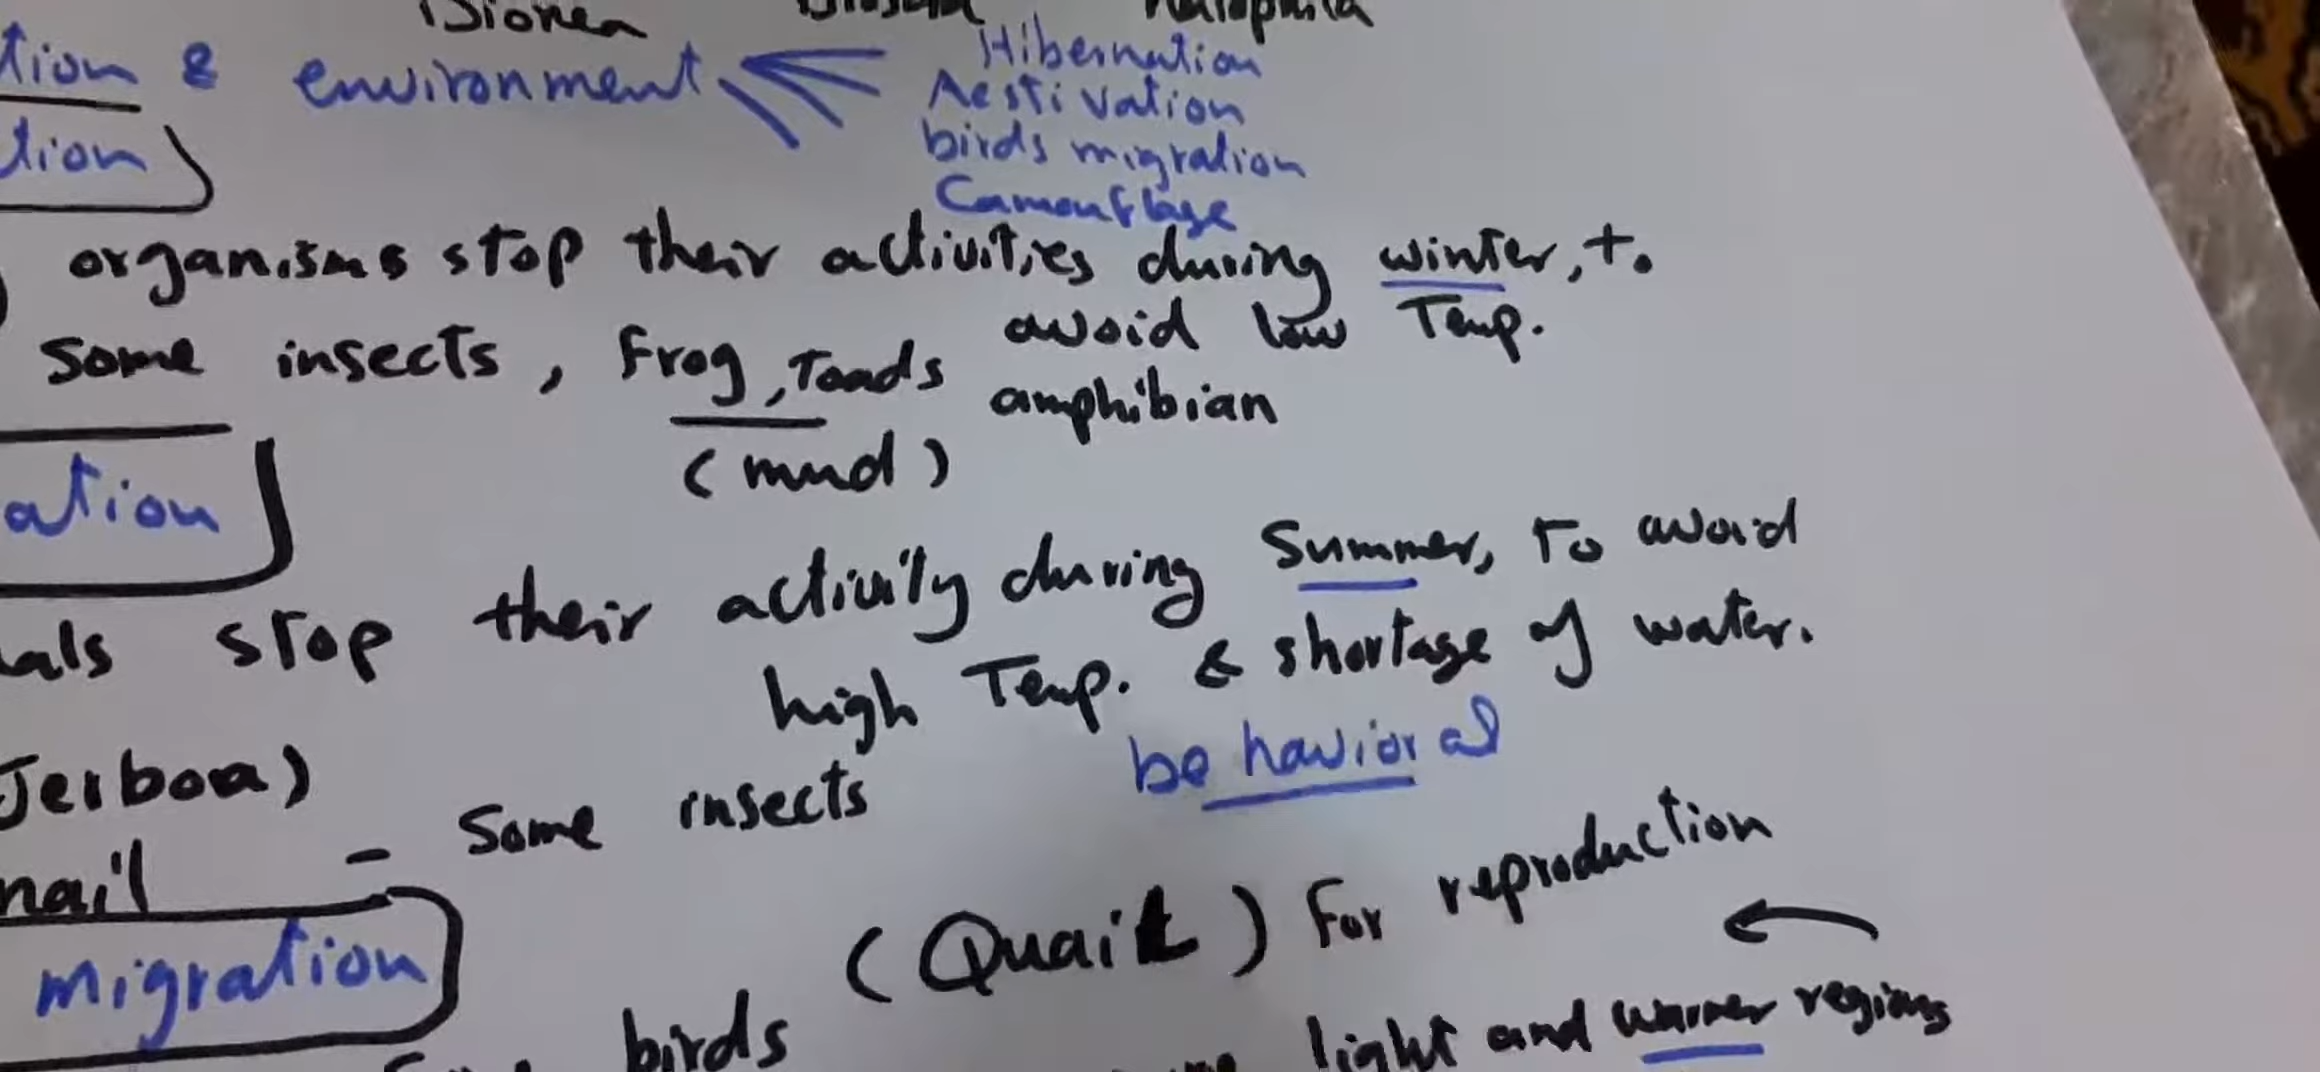 Dionea
tion & environment
Hibernation
Aestivation
birds migration
Camouflage
tion
organisms stop their activities during winter, to
avoid low Temp.
Some insects, Frog, Toads amphibian
(mud)
ation
als stop their activity during Summer, To avoid
high Temp. & shortage of water.
behavioral
Jerboa)
nail - Some insects
(Quail) For reproduction
migration
birds
light and warmer regions